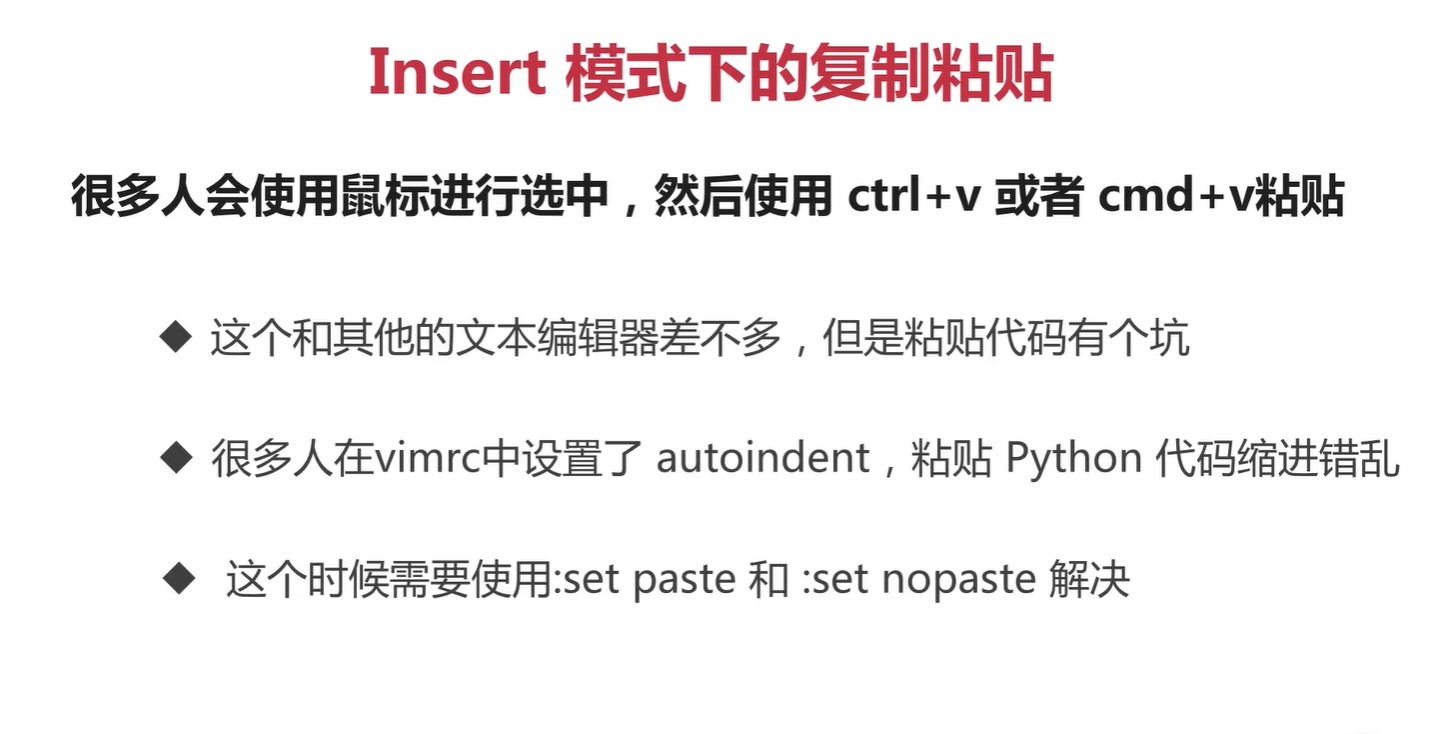 Insert 模式下的复制粘贴
很多人会使用鼠标进行选中，然后使用 ctrl+v 或者 cmd+v粘贴
◆ 这个和其他的文本编辑器差不多，但是粘贴代码有个坑
◆ 很多人在vimrc中设置了 autoindent，粘贴 Python 代码缩进错乱
◆ 这个时候需要使用:set paste 和 :set nopaste 解决